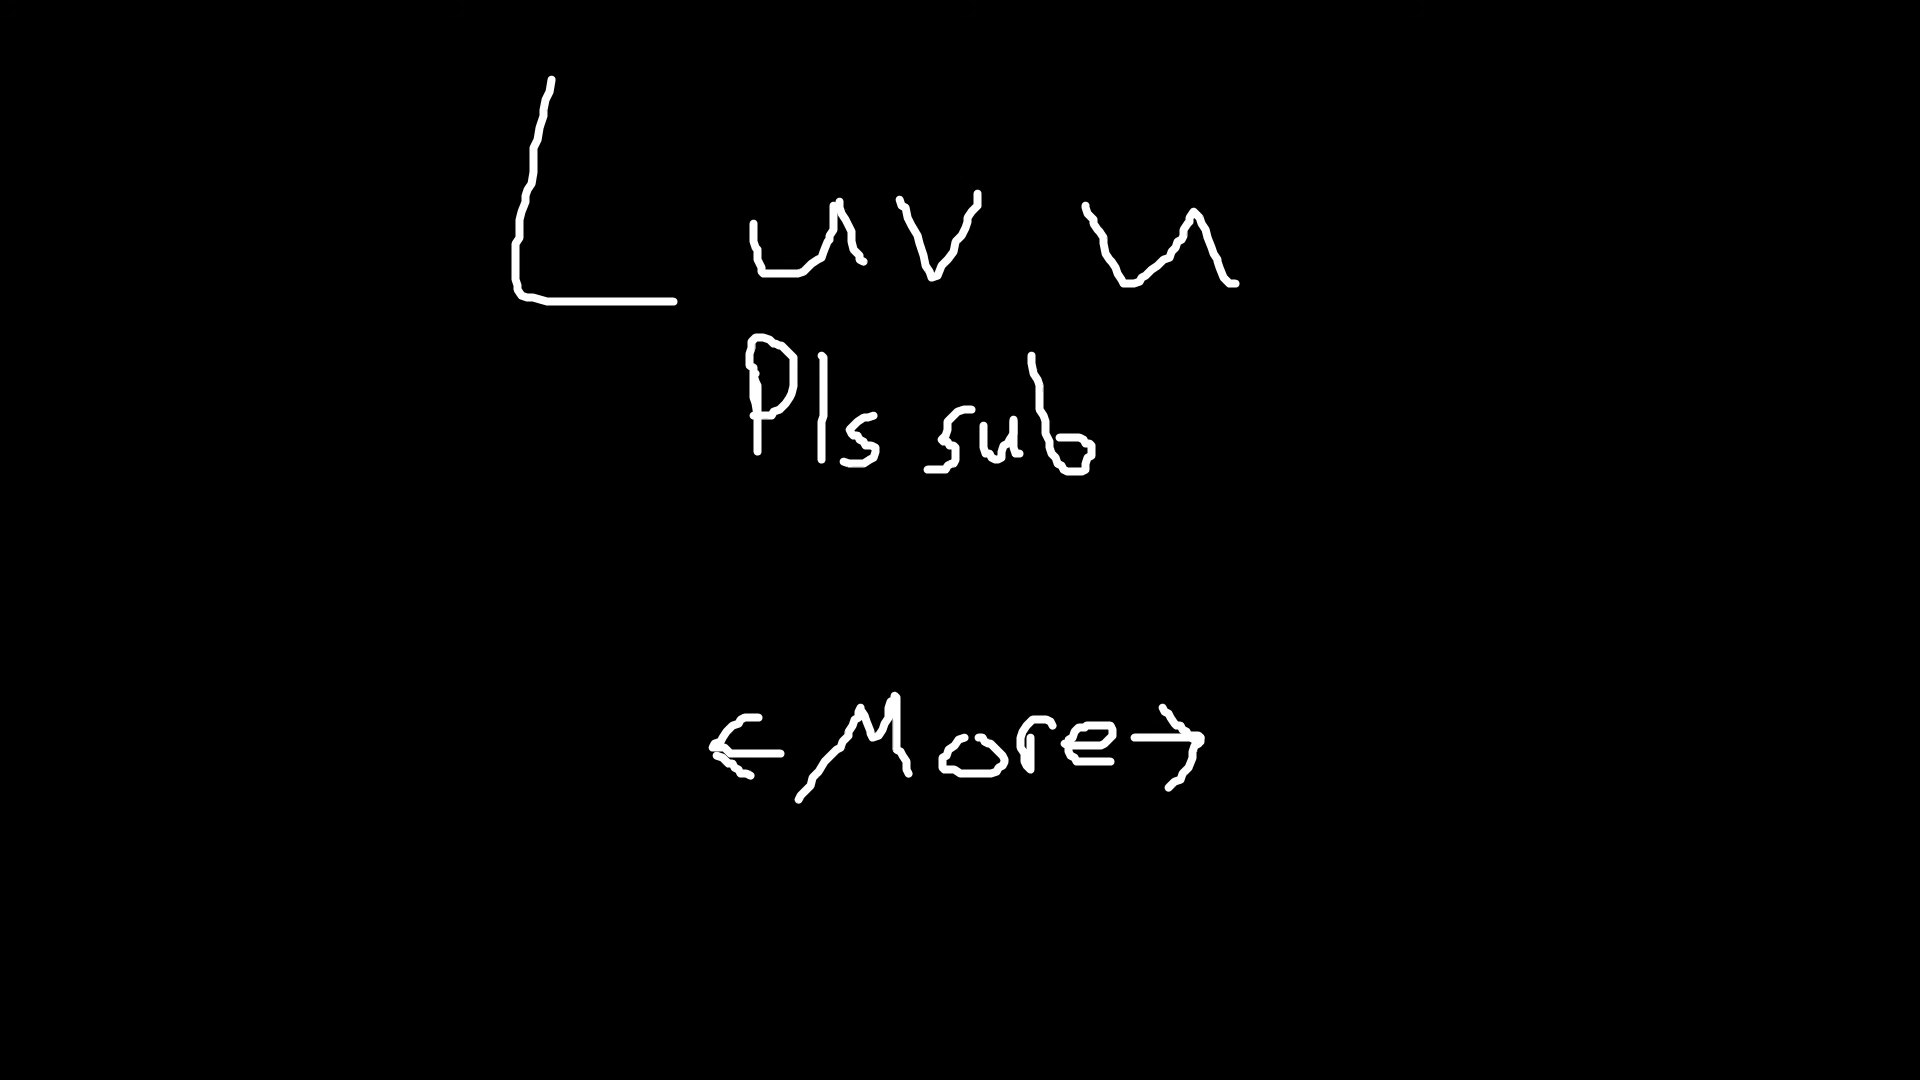 Luv u
Pls sub
← More →